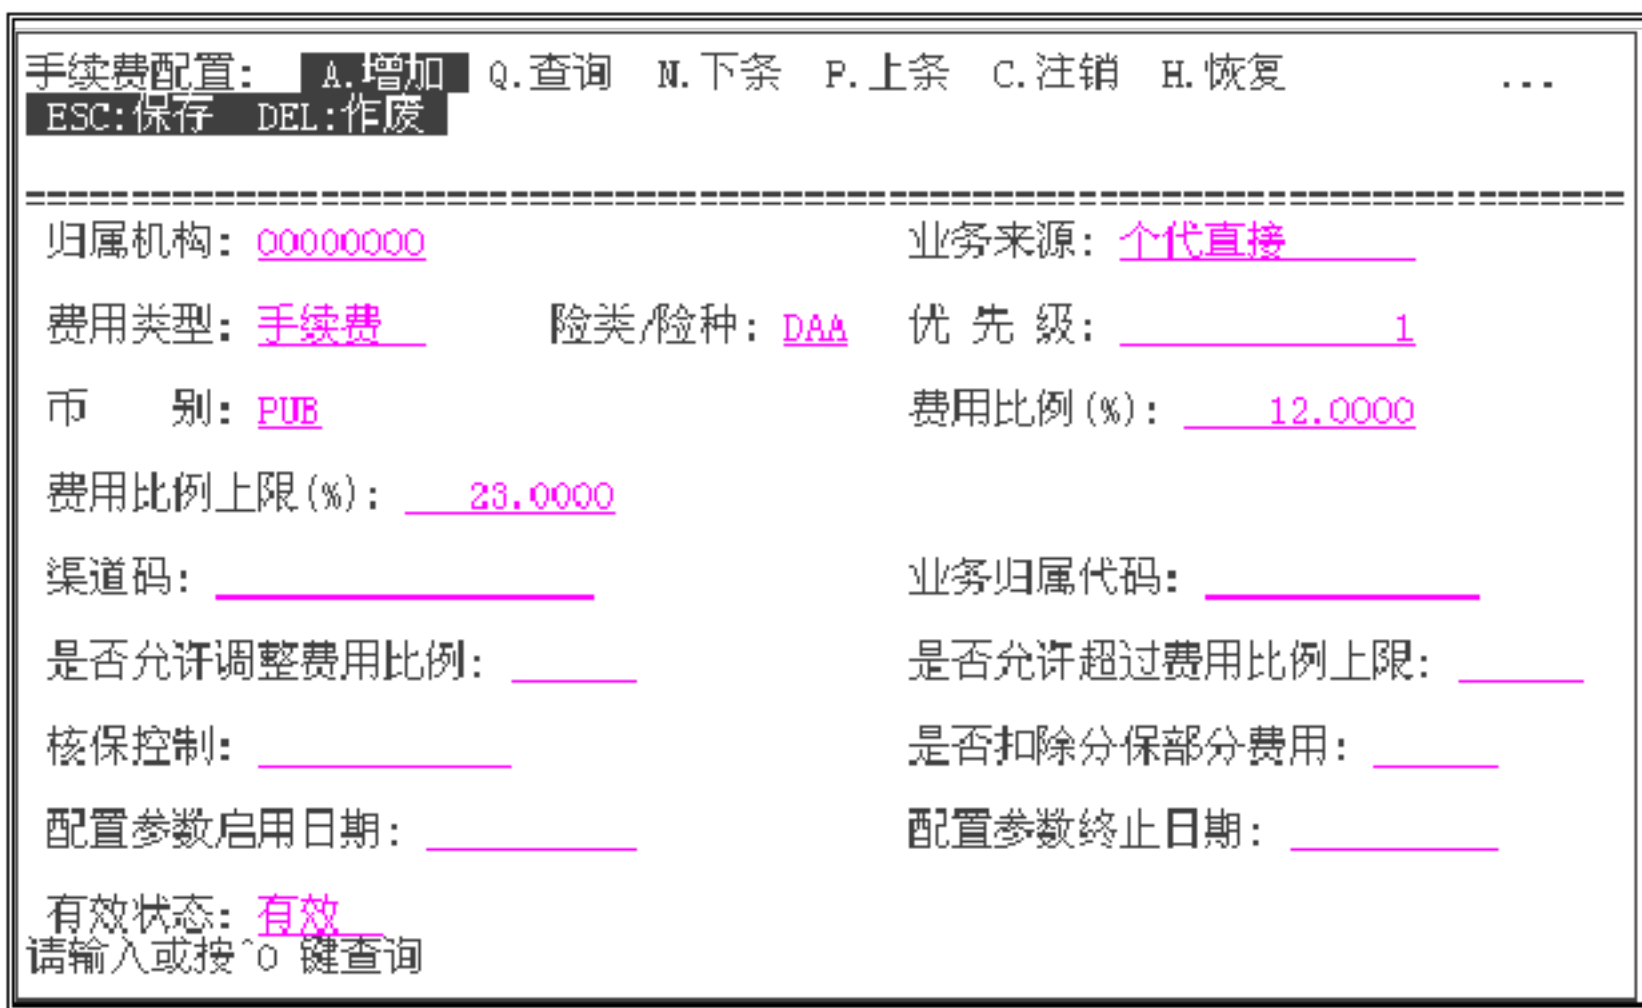 手续费配置: A.增加 Q.查询 N.下条 P.上条 C.注销 H.恢复 ...
ESC:保存 DEL:作废
============================================================================
归属机构: 00000000 业务来源: 个代直接
费用类型: 手续费 险类/险种: DAA 优 先 级: 1
币 别: PUB 费用比例(%): 12.0000
费用比例上限(%): 23.0000
渠道码: 业务归属代码:
是否允许调整费用比例: 是否允许超过费用比例上限:
核保控制: 是否扣除分保部分费用:
配置参数启用日期: 配置参数终止日期:
有效状态: 有效
请输入或按^O 键查询